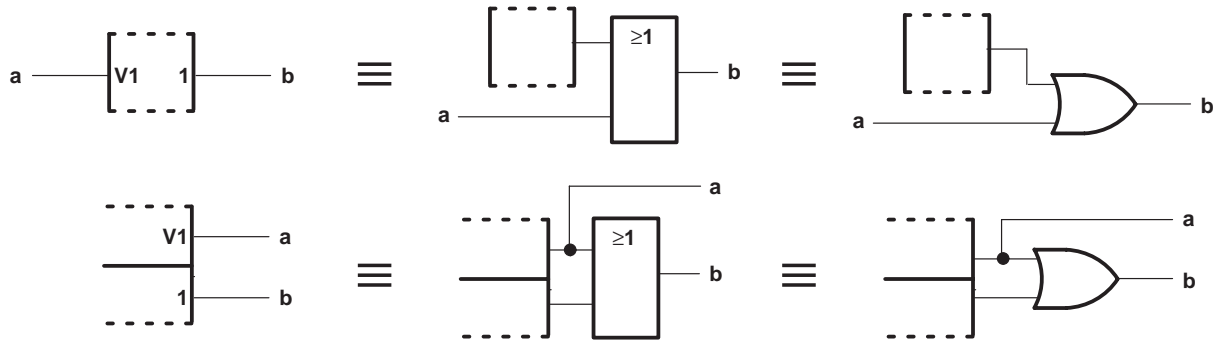 a V1 1 b ≡ ≥1 a b ≡ a b
V1 a
1 b ≡ a ≥1 b ≡ a b